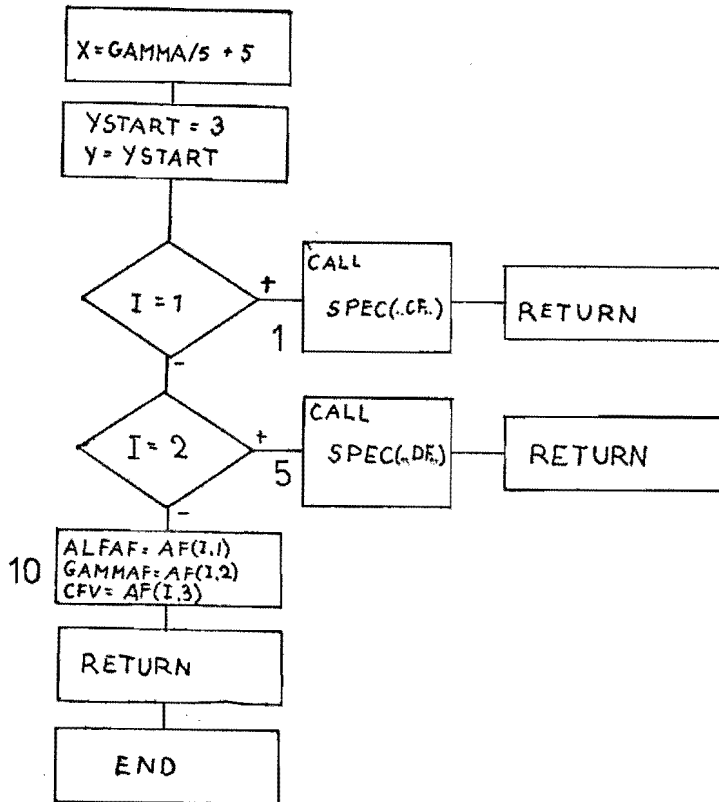 X=GAMMA/5 + 5
YSTART = 3
Y= YSTART
I = 1
+
1
-
CALL
SPEC(..CF..)
RETURN
I = 2
+
5
-
CALL
SPEC(..DF..)
RETURN
10
ALFAF= AF(I,1)
GAMMAF= AF(I,2)
CFV= AF(I,3)
RETURN
END